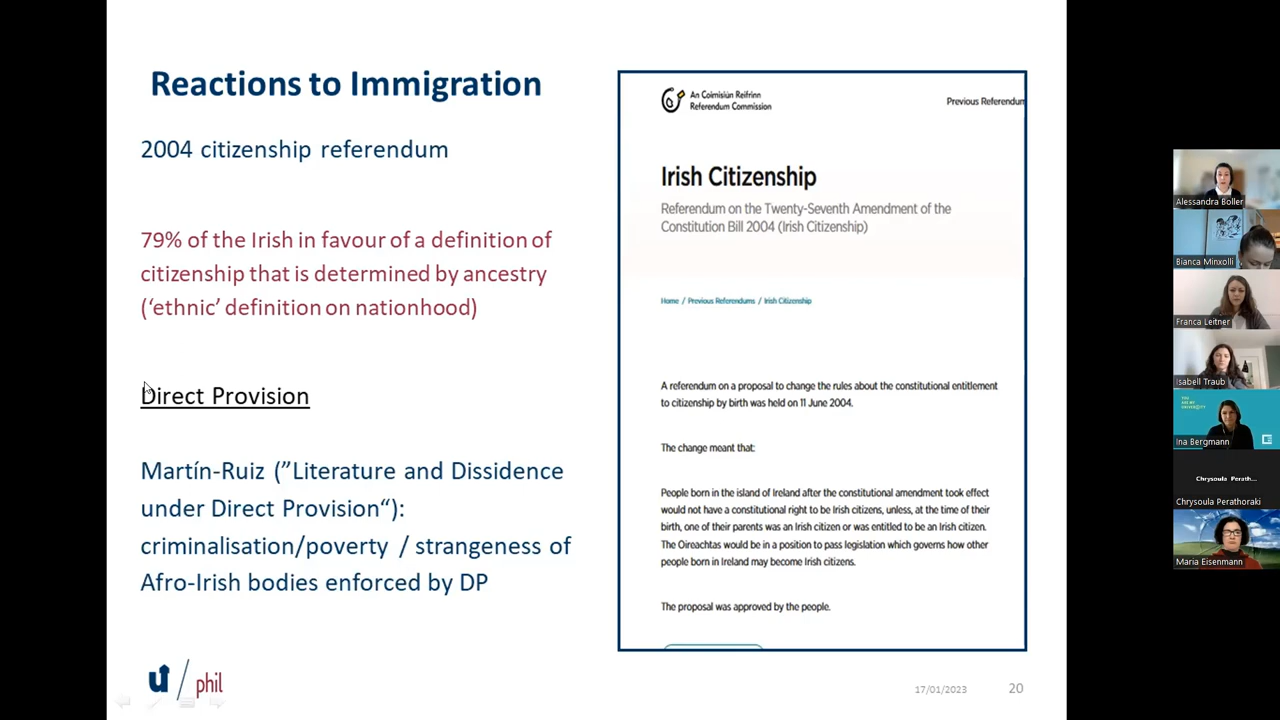 Reactions to Immigration
2004 citizenship referendum
79% of the Irish in favour of a definition of
citizenship that is determined by ancestry
(‘ethnic’ definition on nationhood)
Direct Provision
Martín-Ruiz (”Literature and Dissidence
under Direct Provision“):
criminalisation/poverty / strangeness of
Afro-Irish bodies enforced by DP
u / phil
An Coimisiún Reifrinn
Referendum Commission
Previous Referendum
Irish Citizenship
Referendum on the Twenty-Seventh Amendment of the
Constitution Bill 2004 (Irish Citizenship)
Home / Previous Referendums / Irish Citizenship
A referendum on a proposal to change the rules about the constitutional entitlement
to citizenship by birth was held on 11 June 2004.
The change meant that:
People born in the island of Ireland after the constitutional amendment took effect
would not have a constitutional right to be Irish citizens, unless, at the time of their
birth, one of their parents was an Irish citizen or was entitled to be an Irish citizen.
The Oireachtas would be in a position to pass legislation which governs how other
people born in Ireland may become Irish citizens.
The proposal was approved by the people.
17/01/2023 20
Alessandra Boller
Bianca Minxolli
Franca Leitner
Isabell Traub
Ina Bergmann
Chrysoula Perath...
Chrysoula Perathoraki
Maria Eisenmann